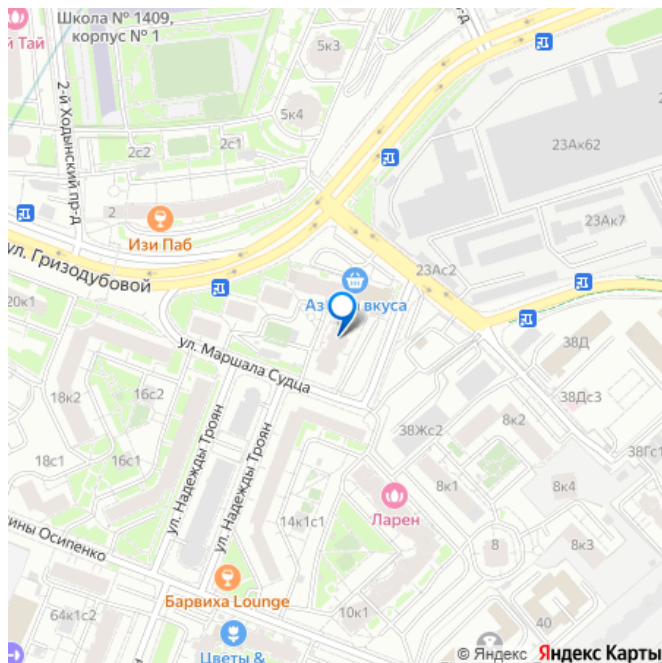 Школа № 1409,
корпус № 1
й Тай
р-д
5к3
2-й Ходынский пр-д
5к4
2с2
2с1
23Ак62
2
Изи Паб
23Ак7
ул. Гризодубовой
23Ас2
20к1
Аз
вкуса
ул. Маршала Судца
38Д
16с2
18к2
38Дс3
8к2
38Жс2
ул. Надежды Троян
ул. Надежды Троян
38Гс1
18с1
16с1
8к1
8к4
Ларен
14к1с1
ины Осипенко
8
8к3
Барвиха Lounge
64к1с2
10к1
40
Цветы &
© Яндекс Яндекс Карты